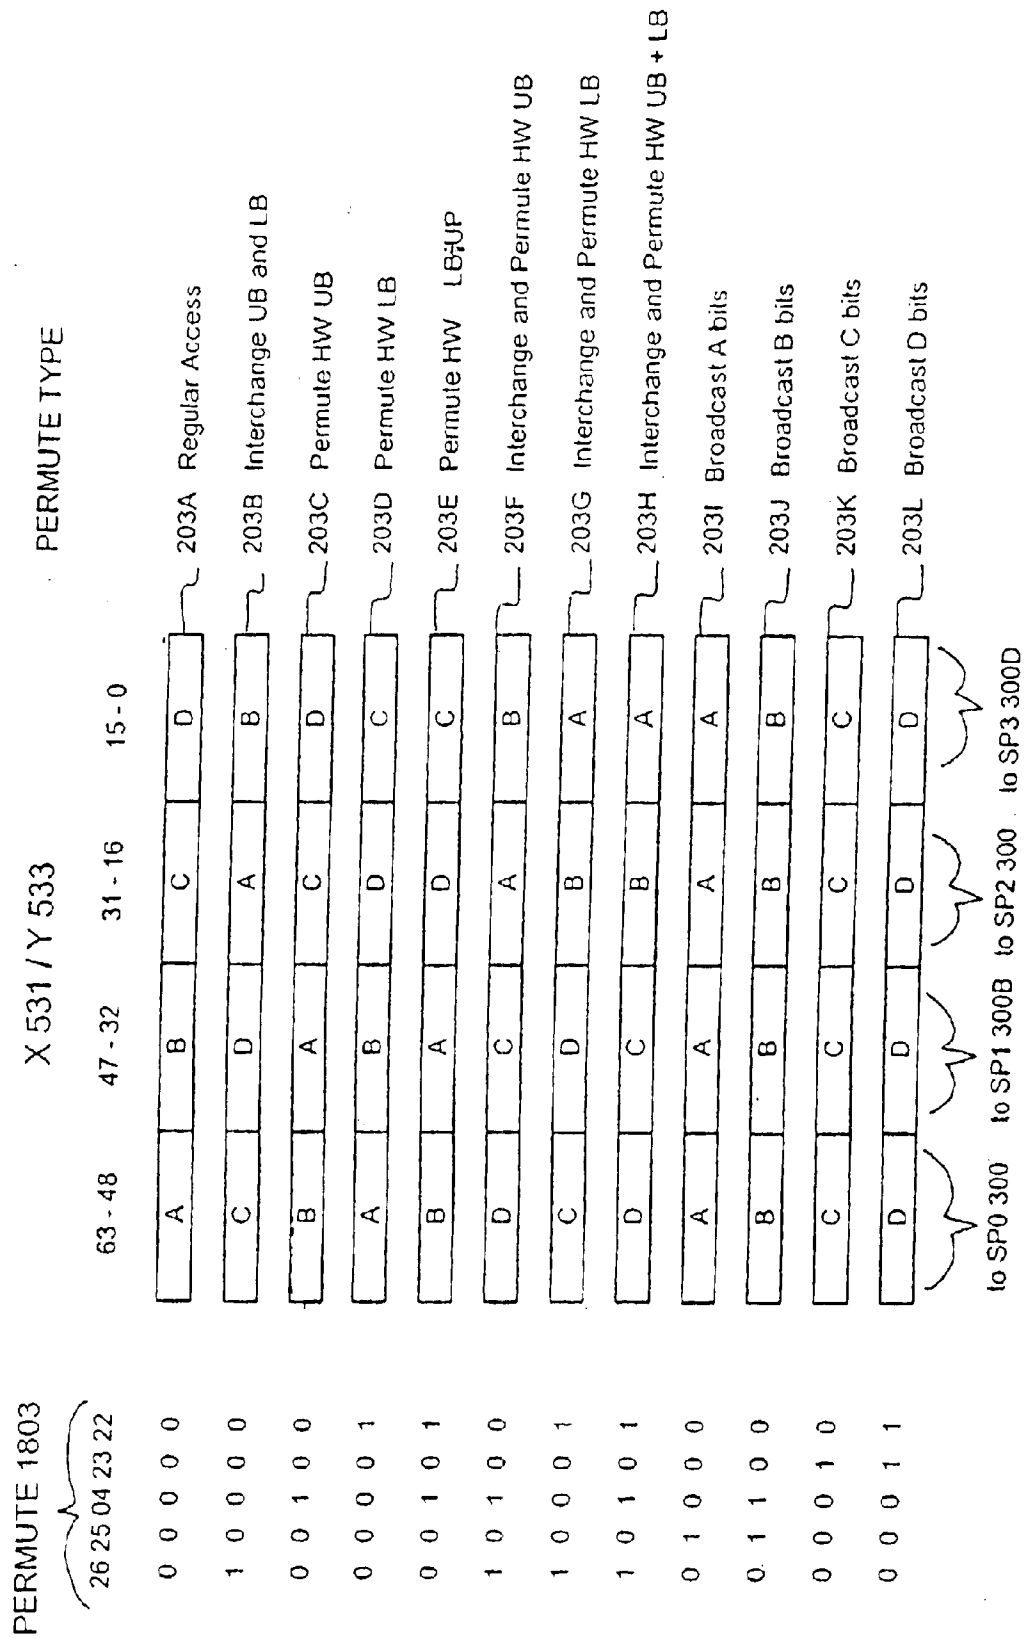 PERMUTE 1803 X 531 / Y 533 PERMUTE TYPE
26 25 04 23 22 63 - 48 47 - 32 31 - 16 15 - 0
0 0 0 0 0 A B C D 203A Regular Access
1 0 0 0 0 C D A B 203B Interchange UB and LB
0 0 1 0 0 B A C D 203C Permute HW UB
0 0 0 0 1 A B D C 203D Permute HW LB
0 0 1 0 1 B A D C 203E Permute HW LB;UP
1 0 1 0 0 D C A B 203F Interchange and Permute HW UB
1 0 0 0 1 C D B A 203G Interchange and Permute HW LB
1 0 1 0 1 D C B A 203H Interchange and Permute HW UB + LB
0 1 0 0 0 A A A A 203I Broadcast A bits
0 1 1 0 0 B B B B 203J Broadcast B bits
0 0 0 1 0 C C C C 203K Broadcast C bits
0 0 0 1 1 D D D D 203L Broadcast D bits
to SP0 300 to SP1 300B to SP2 300 to SP3 300D